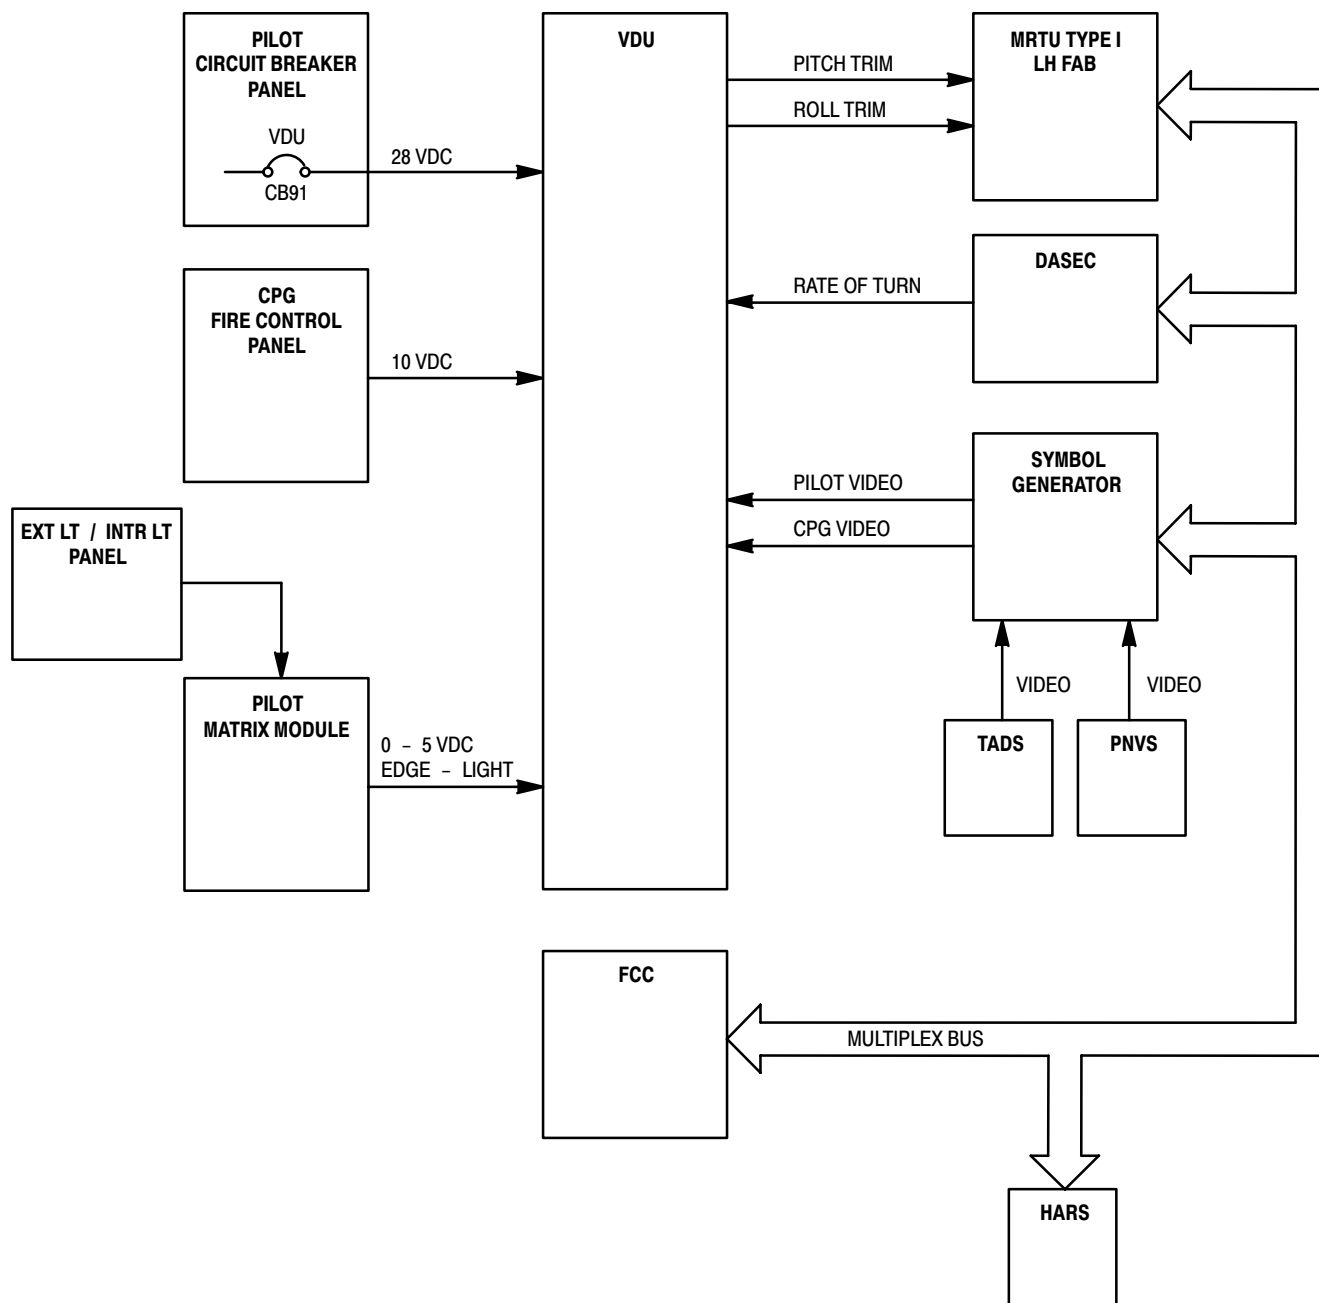 PILOT
CIRCUIT BREAKER
PANEL
VDU
CB91
28 VDC
VDU
PITCH TRIM
ROLL TRIM
MRTU TYPE I
LH FAB
CPG
FIRE CONTROL
PANEL
10 VDC
RATE OF TURN
DASEC
PILOT VIDEO
CPG VIDEO
SYMBOL
GENERATOR
EXT LT / INTR LT
PANEL
PILOT
MATRIX MODULE
0 – 5 VDC
EDGE – LIGHT
VIDEO
VIDEO
TADS
PNVS
FCC
MULTIPLEX BUS
HARS